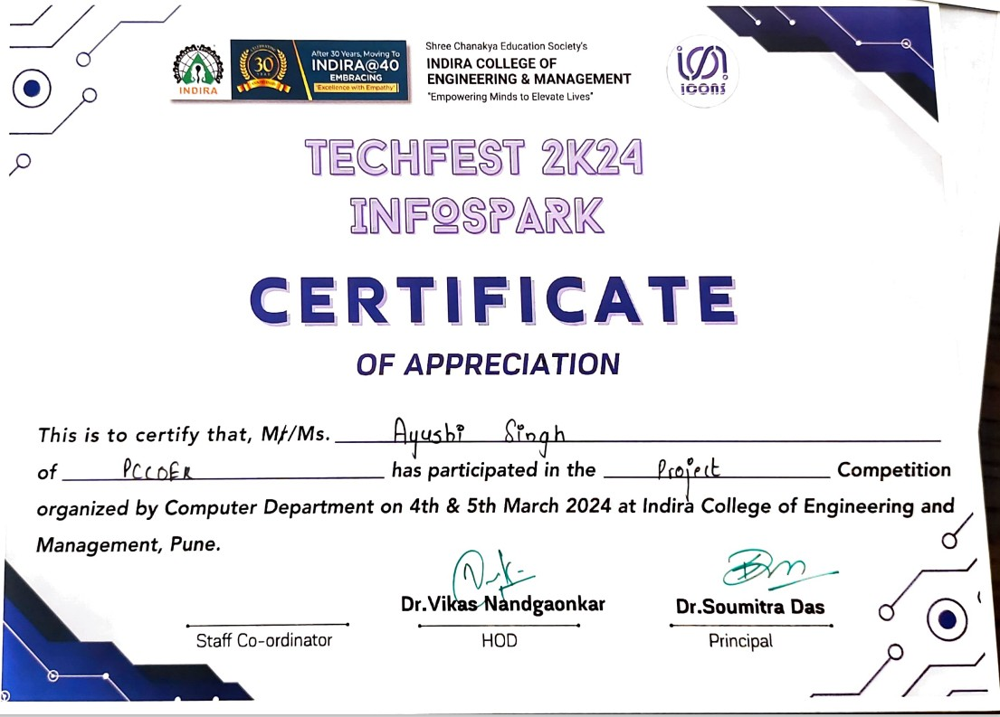 INDIRA
CELEBRATING
30
YEARS
After 30 Years, Moving To
INDIRA@40
EMBRACING
"Excellence with Empathy"
Shree Chanakya Education Society's
INDIRA COLLEGE OF
ENGINEERING & MANAGEMENT
"Empowering Minds to Elevate Lives"
icons
TECHFEST 2K24
INFOSPARK
CERTIFICATE
OF APPRECIATION
This is to certify that, Mr/Ms. Ayushi Singh
of PCCOER has participated in the Project Competition
organized by Computer Department on 4th & 5th March 2024 at Indira College of Engineering and
Management, Pune.
Dr.Vikas Nandgaonkar Dr.Soumitra Das
Staff Co-ordinator HOD Principal